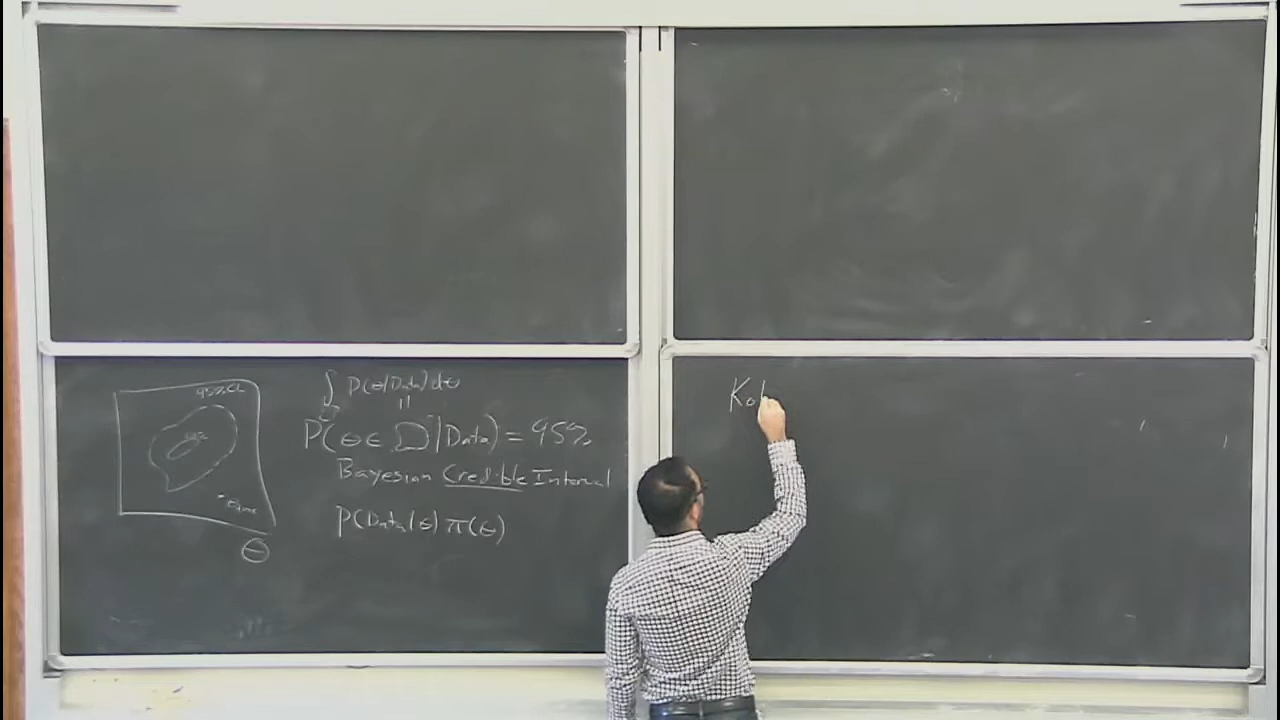 95% CL
Θ
∫ P(θ|Data) dθ
=
P(θ ∈ |Data) = 95%
Bayesian Credible Interval
P(Data|θ) π(θ)
Kol